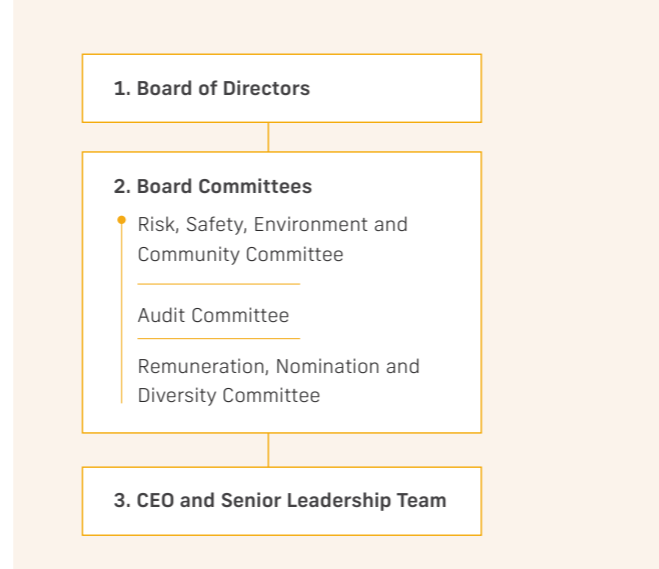 1. Board of Directors
2. Board Committees
Risk, Safety, Environment and
Community Committee
Audit Committee
Remuneration, Nomination and
Diversity Committee
3. CEO and Senior Leadership Team